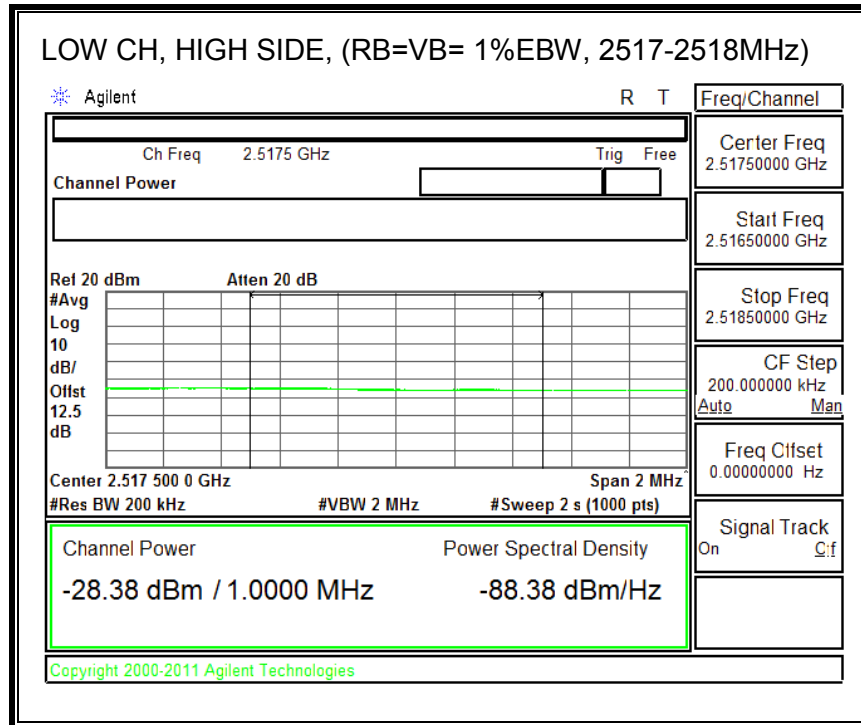 LOW CH, HIGH SIDE, (RB=VB= 1%EBW, 2517-2518MHz)
Agilent R T
Freq/Channel
Ch Freq 2.5175 GHz Trig Free
Channel Power
Center Freq
2.51750000 GHz
Start Freq
2.51650000 GHz
Stop Freq
2.51850000 GHz
CF Step
200.000000 kHz
Auto Man
Freq Offset
0.00000000 Hz
Signal Track
On Off
Ref 20 dBm Atten 20 dB
#Avg
Log
10
dB/
Offst
12.5
dB
Center 2.517 500 0 GHz Span 2 MHz
#Res BW 200 kHz #VBW 2 MHz #Sweep 2 s (1000 pts)
Channel Power Power Spectral Density
-28.38 dBm / 1.0000 MHz -88.38 dBm/Hz
Copyright 2000-2011 Agilent Technologies